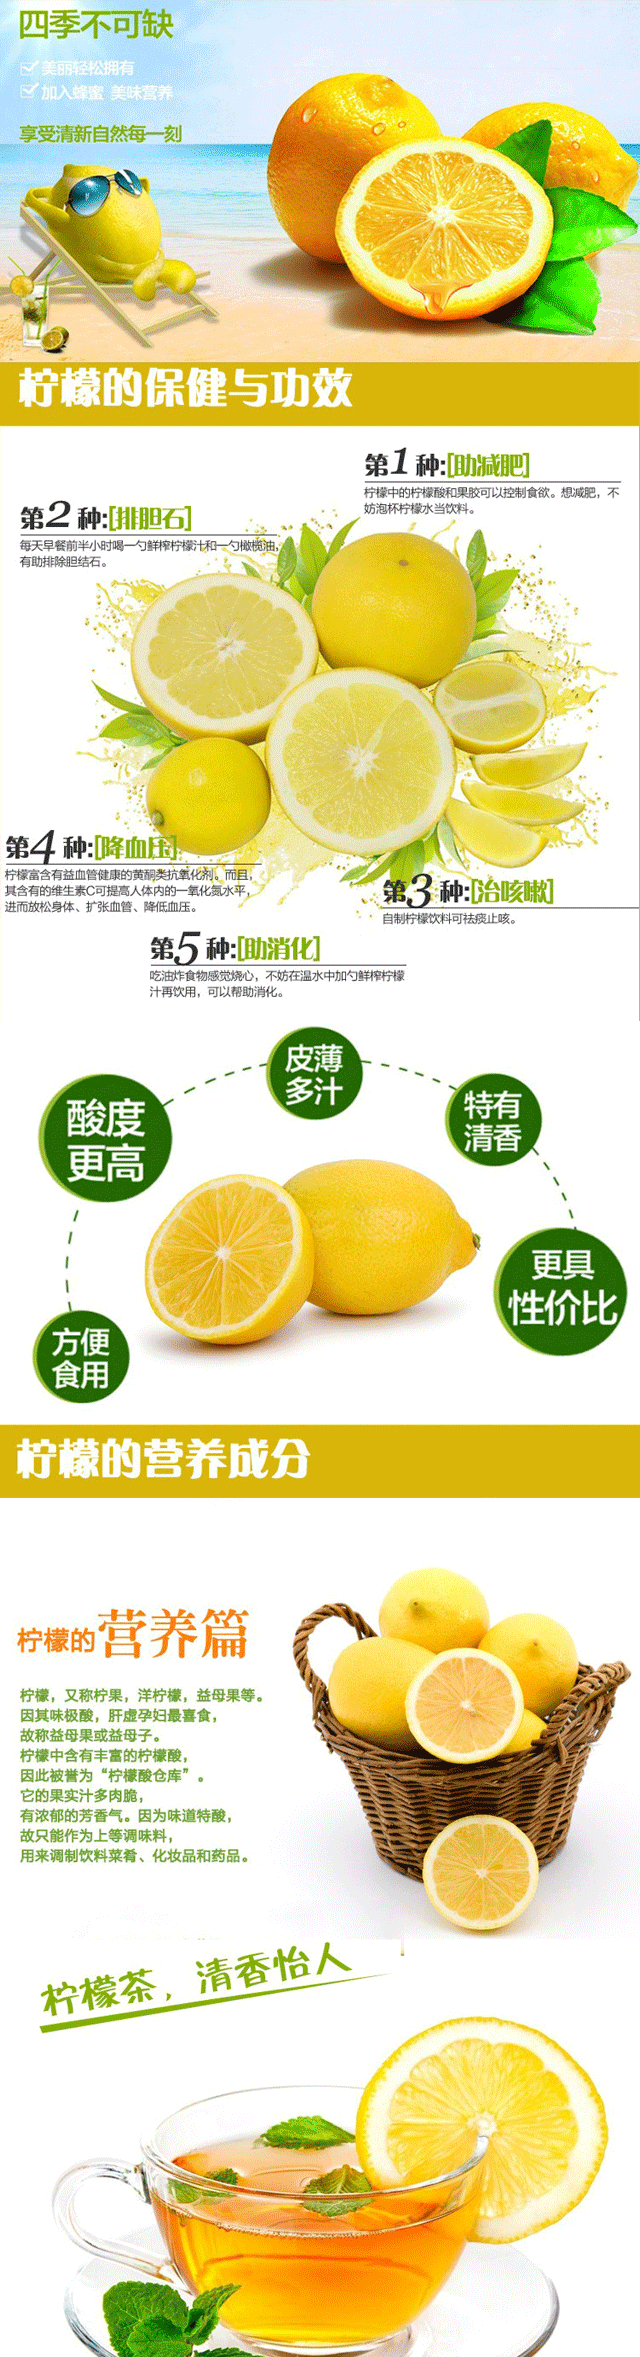 四季不可缺
美丽轻松拥有
加入蜂蜜 美味营养
享受清新自然每一刻
柠檬的保健与功效
第1种:[助减肥]
柠檬中的柠檬酸和果胶可以控制食欲。想减肥，不
妨泡杯柠檬水当饮料。
第2种:[排胆石]
每天早餐前半小时喝一勺鲜榨柠檬汁和一勺橄榄油，
有助排除胆结石。
第4种:[降血压]
柠檬富含有益血管健康的黄酮类抗氧化剂。而且，
其含有的维生素C可提高人体内的一氧化氮水平，
进而放松身体、扩张血管、降低血压。
第3种:[治咳嗽]
自制柠檬饮料可祛痰止咳。
第5种:[助消化]
吃油炸食物感觉烧心，不妨在温水中加勺鲜榨柠檬
汁再饮用，可以帮助消化。
皮薄
多汁
酸度
更高
特有
清香
更具
性价比
方便
食用
柠檬的营养成分
柠檬的营养篇
柠檬，又称柠果，洋柠檬，益母果等。
因其味极酸，肝虚孕妇最喜食，
故称益母果或益母子。
柠檬中含有丰富的柠檬酸，
因此被誉为“柠檬酸仓库”。
它的果实汁多肉脆，
有浓郁的芳香气。因为味道特酸，
故只能作为上等调味料，
用来调制饮料菜肴、化妆品和药品。
柠檬茶，清香怡人